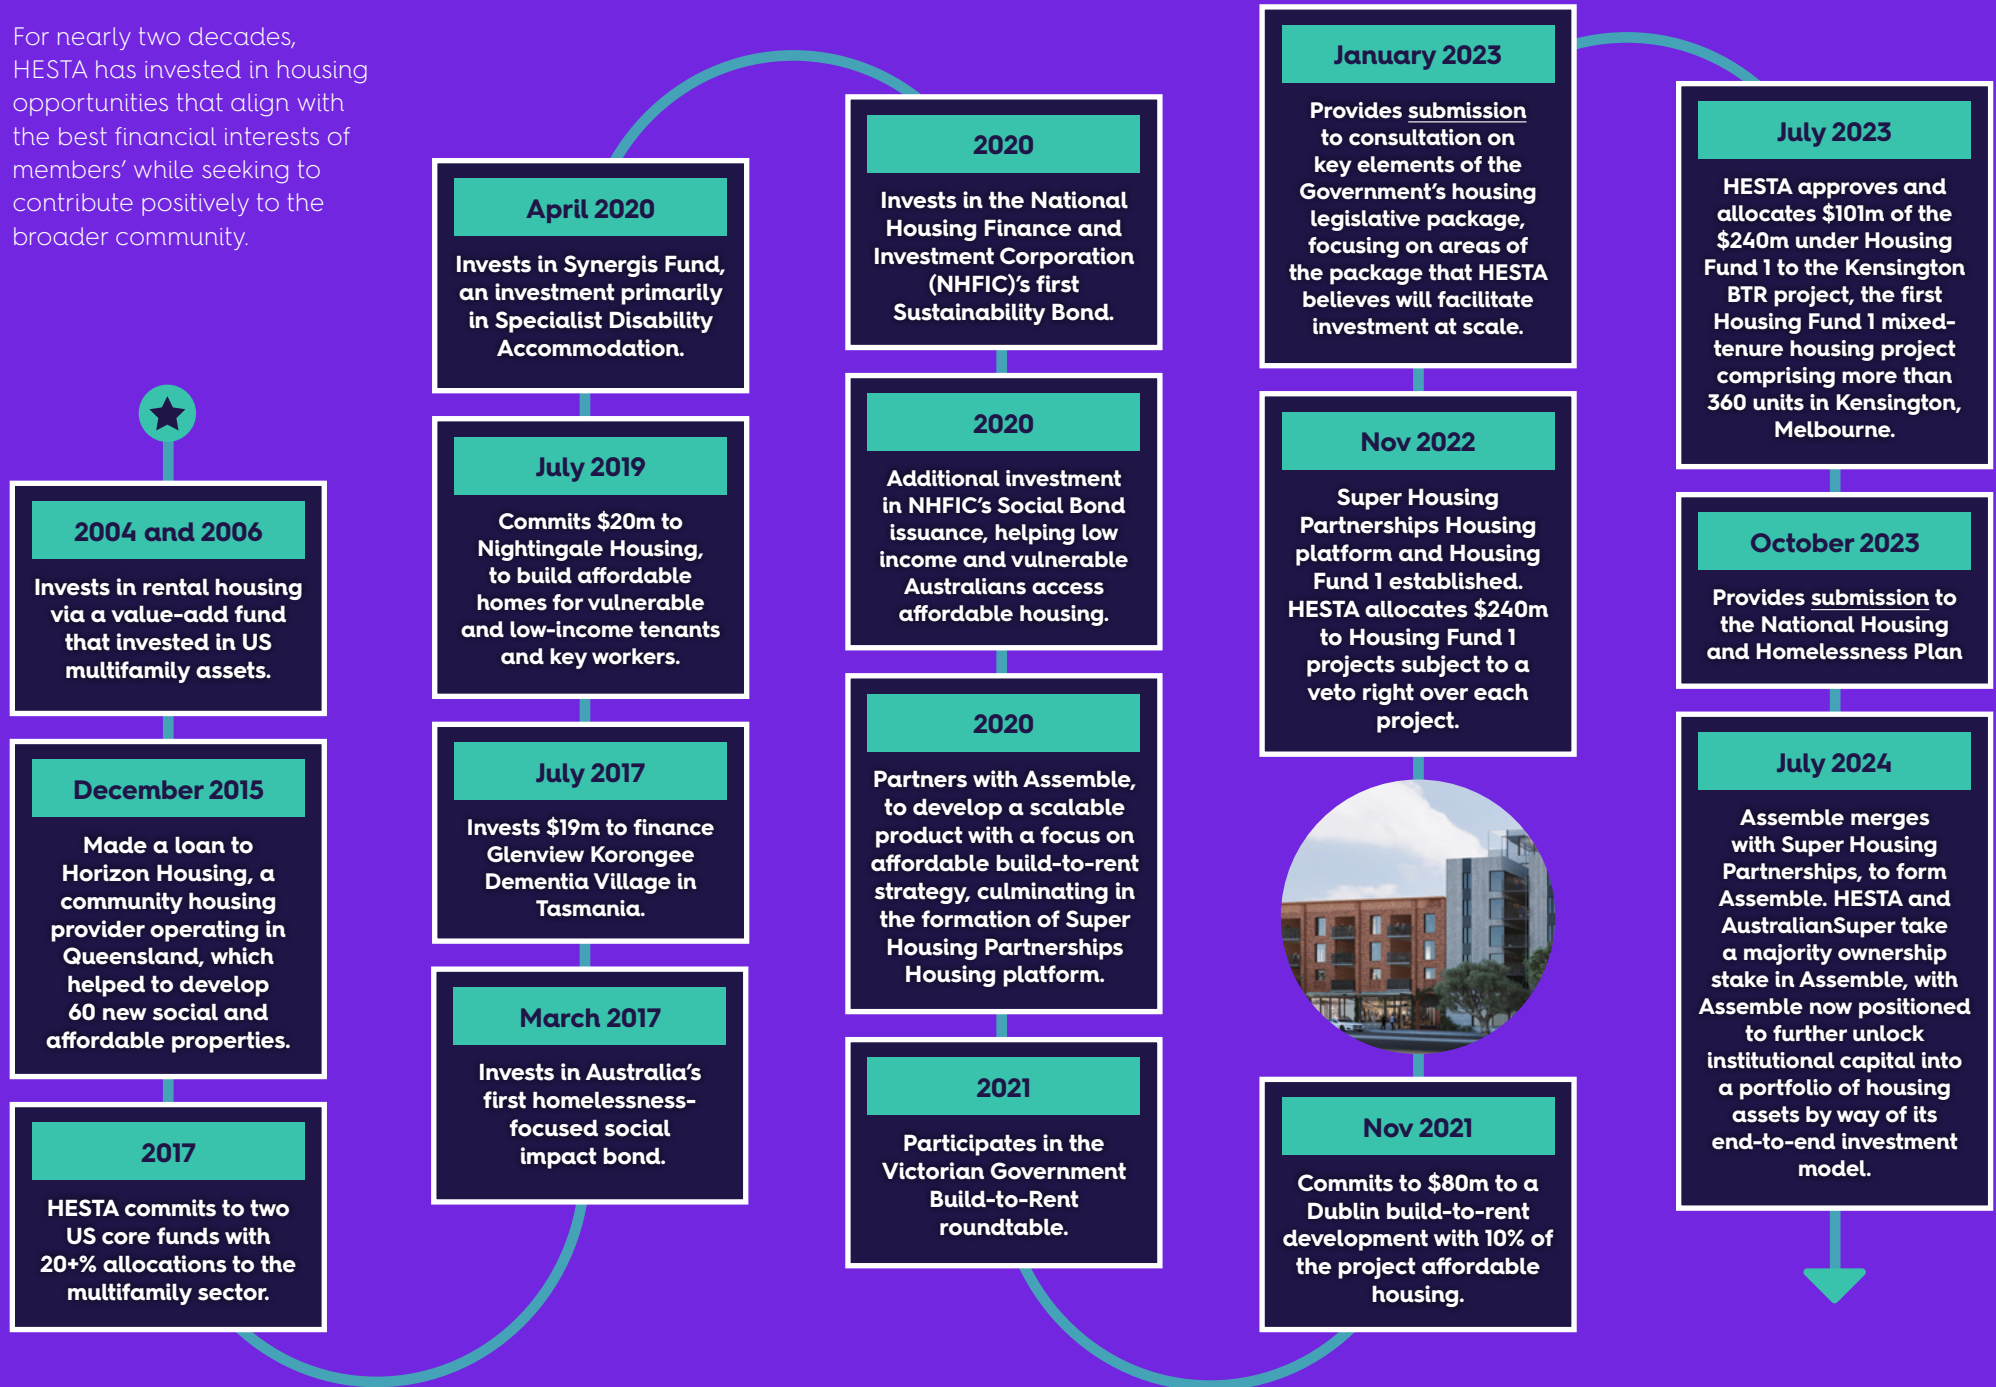 For nearly two decades,
HESTA has invested in housing
opportunities that align with
the best financial interests of
members’ while seeking to
contribute positively to the
broader community.
2004 and 2006
Invests in rental housing
via a value-add fund
that invested in US
multifamily assets.
December 2015
Made a loan to
Horizon Housing, a
community housing
provider operating in
Queensland, which
helped to develop
60 new social and
affordable properties.
2017
HESTA commits to two
US core funds with
20+% allocations to the
multifamily sector.
March 2017
Invests in Australia’s
first homelessness-
focused social
impact bond.
July 2017
Invests $19m to finance
Glenview Korongee
Dementia Village in
Tasmania.
July 2019
Commits $20m to
Nightingale Housing,
to build affordable
homes for vulnerable
and low-income tenants
and key workers.
April 2020
Invests in Synergis Fund,
an investment primarily
in Specialist Disability
Accommodation.
2020
Invests in the National
Housing Finance and
Investment Corporation
(NHFIC)’s first
Sustainability Bond.
2020
Additional investment
in NHFIC’s Social Bond
issuance, helping low
income and vulnerable
Australians access
affordable housing.
2020
Partners with Assemble,
to develop a scalable
product with a focus on
affordable build-to-rent
strategy, culminating in
the formation of Super
Housing Partnerships
Housing platform.
2021
Participates in the
Victorian Government
Build-to-Rent
roundtable.
Nov 2021
Commits to $80m to a
Dublin build-to-rent
development with 10% of
the project affordable
housing.
Nov 2022
Super Housing
Partnerships Housing
platform and Housing
Fund 1 established.
HESTA allocates $240m
to Housing Fund 1
projects subject to a
veto right over each
project.
January 2023
Provides submission
to consultation on
key elements of the
Government’s housing
legislative package,
focusing on areas of
the package that HESTA
believes will facilitate
investment at scale.
July 2023
HESTA approves and
allocates $101m of the
$240m under Housing
Fund 1 to the Kensington
BTR project, the first
Housing Fund 1 mixed-
tenure housing project
comprising more than
360 units in Kensington,
Melbourne.
October 2023
Provides submission to
the National Housing
and Homelessness Plan
July 2024
Assemble merges
with Super Housing
Partnerships, to form
Assemble. HESTA and
AustralianSuper take
a majority ownership
stake in Assemble, with
Assemble now positioned
to further unlock
institutional capital into
a portfolio of housing
assets by way of its
end-to-end investment
model.